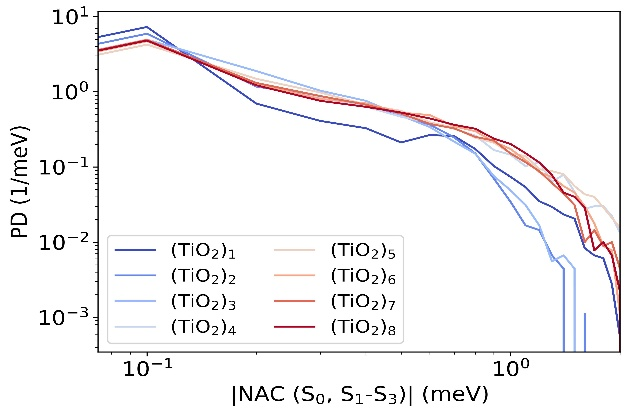 10¹
10⁰
10⁻¹
10⁻²
10⁻³
PD (1/meV)
(TiO₂)₁
(TiO₂)₂
(TiO₂)₃
(TiO₂)₄
(TiO₂)₅
(TiO₂)₆
(TiO₂)₇
(TiO₂)₈
10⁻¹
10⁰
|NAC (S₀, S₁-S₃)| (meV)